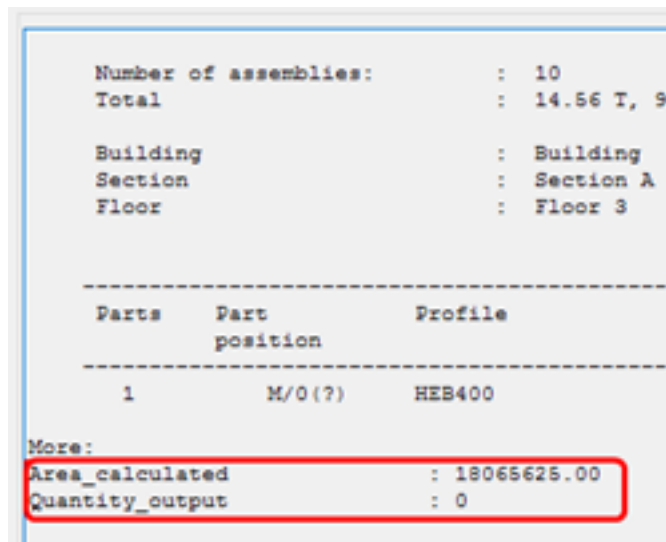 Number of assemblies: : 10
Total : 14.56 T, 9
Building : Building
Section : Section A
Floor : Floor 3
--------------------------------------------------
Parts Part Profile
position
--------------------------------------------------
1 M/0(?) HEB400
More:
Area_calculated : 18065625.00
Quantity_output : 0